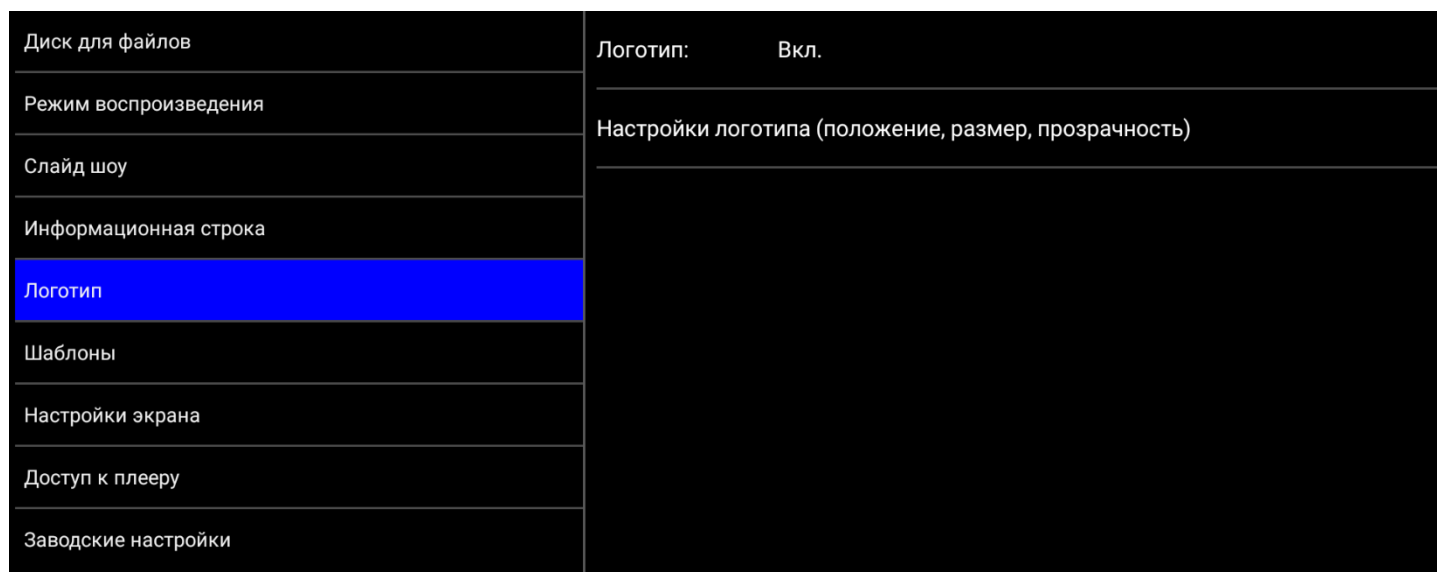 Диск для файлов
Режим воспроизведения
Слайд шоу
Информационная строка
Логотип
Шаблоны
Настройки экрана
Доступ к плееру
Заводские настройки
Логотип: Вкл.
Настройки логотипа (положение, размер, прозрачность)